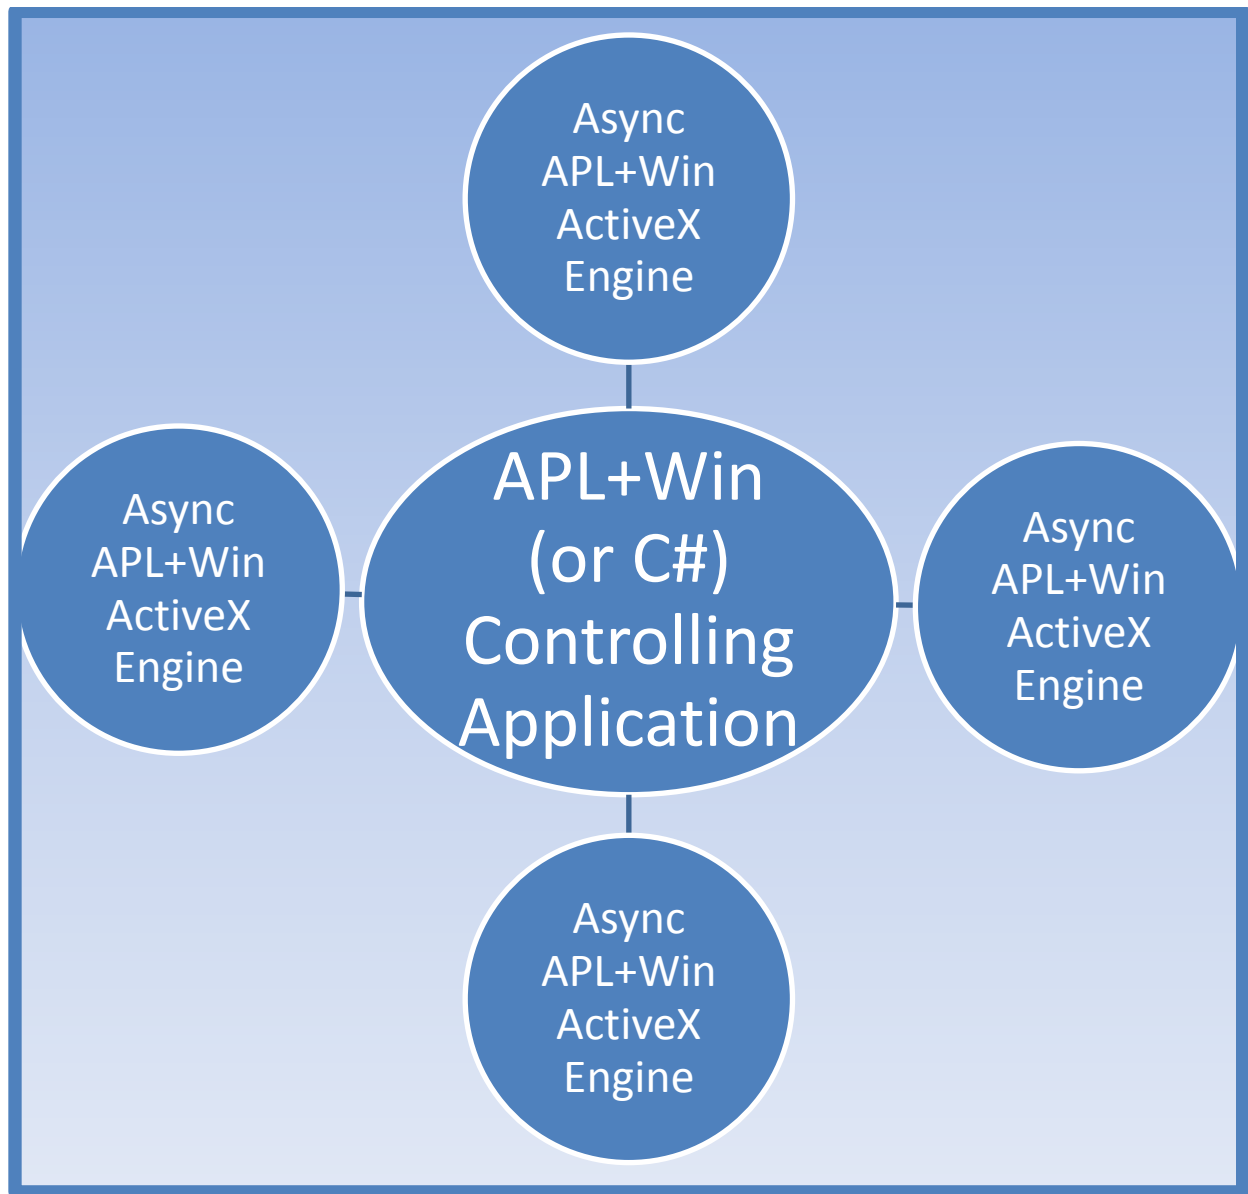 Async
APL+Win
ActiveX
Engine
Async
APL+Win
ActiveX
Engine
APL+Win
(or C#)
Controlling
Application
Async
APL+Win
ActiveX
Engine
Async
APL+Win
ActiveX
Engine